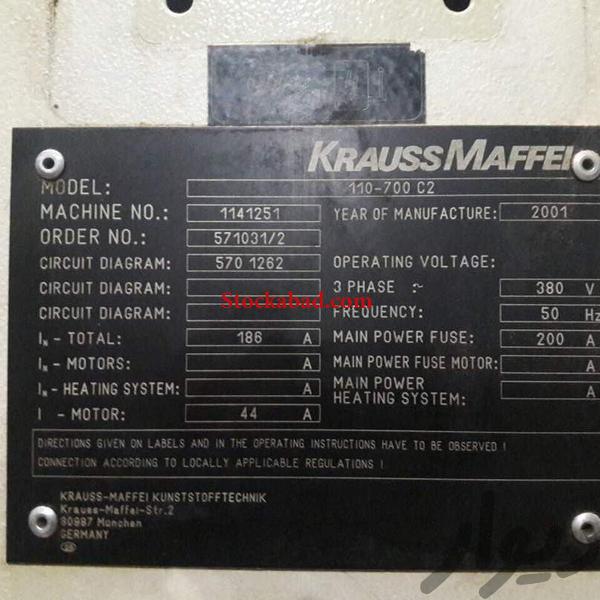 KRAUSS MAFFEI
MODEL: 110-700 C2
MACHINE NO.: 1141251 YEAR OF MANUFACTURE: 2001
ORDER NO.: 571031/2
CIRCUIT DIAGRAM: 570 1262 OPERATING VOLTAGE:
CIRCUIT DIAGRAM: 3 PHASE :~ 380 V
Stockabad.com
CIRCUIT DIAGRAM: FREQUENCY: 50 Hz
IN - TOTAL: 186 A MAIN POWER FUSE: 200 A
IN - MOTORS: A MAIN POWER FUSE MOTOR: A
IN - HEATING SYSTEM: A MAIN POWER HEATING SYSTEM: A
I - MOTOR: 44 A
DIRECTIONS GIVEN ON LABELS AND IN THE OPERATING INSTRUCTIONS HAVE TO BE OBSERVED !
CONNECTION ACCORDING TO LOCALLY APPLICABLE REGULATIONS !
KRAUSS-MAFFEI KUNSTSTOFFTECHNIK
Krauss-Maffei-Str.2
80997 München
GERMANY
دیوار